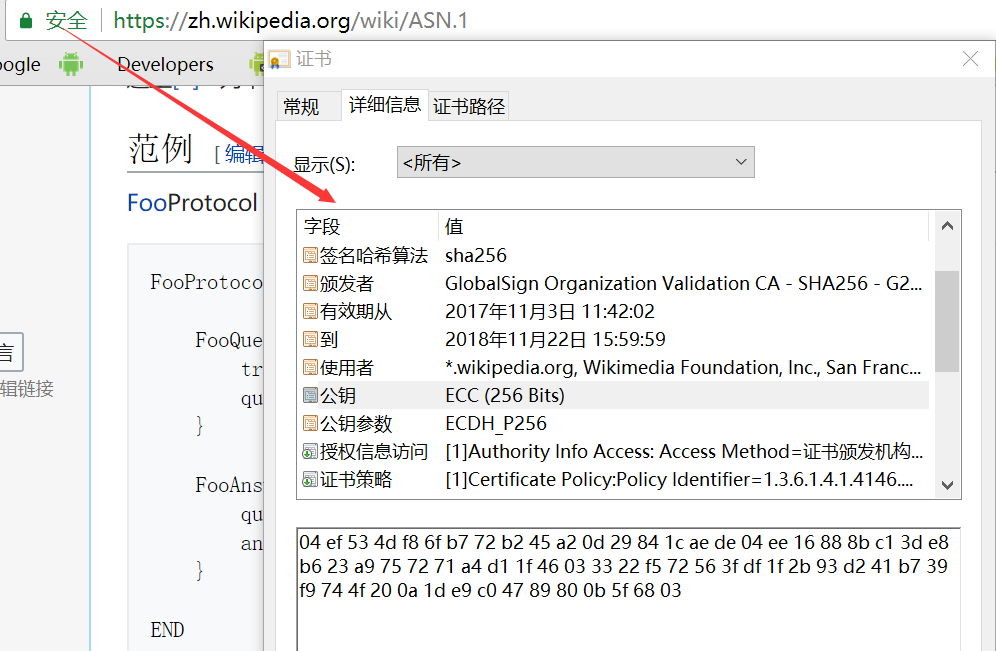 安全 https://zh.wikipedia.org/wiki/ASN.1
ogle Developers
证书
常规 详细信息 证书路径
范例 [编辑
显示(S): <所有>
FooProtocol
字段 值
签名哈希算法 sha256
颁发者 GlobalSign Organization Validation CA - SHA256 - G2...
有效期从 2017年11月3日 11:42:02
到 2018年11月22日 15:59:59
使用者 *.wikipedia.org, Wikimedia Foundation, Inc., San Franc...
公钥 ECC (256 Bits)
公钥参数 ECDH_P256
授权信息访问 [1]Authority Info Access: Access Method=证书颁发机构...
证书策略 [1]Certificate Policy:Policy Identifier=1.3.6.1.4.1.4146....
FooProtoco
FooQue
tr
qu
}
FooAns
qu
an
}
END
言
辑链接
04 ef 53 4d f8 6f b7 72 b2 45 a2 0d 29 84 1c ae de 04 ee 16 88 8b c1 3d e8
b6 23 a9 75 72 71 a4 d1 1f 46 03 33 22 f5 72 56 3f df 1f 2b 93 d2 41 b7 39
f9 74 4f 20 0a 1d e9 c0 47 89 80 0b 5f 68 03